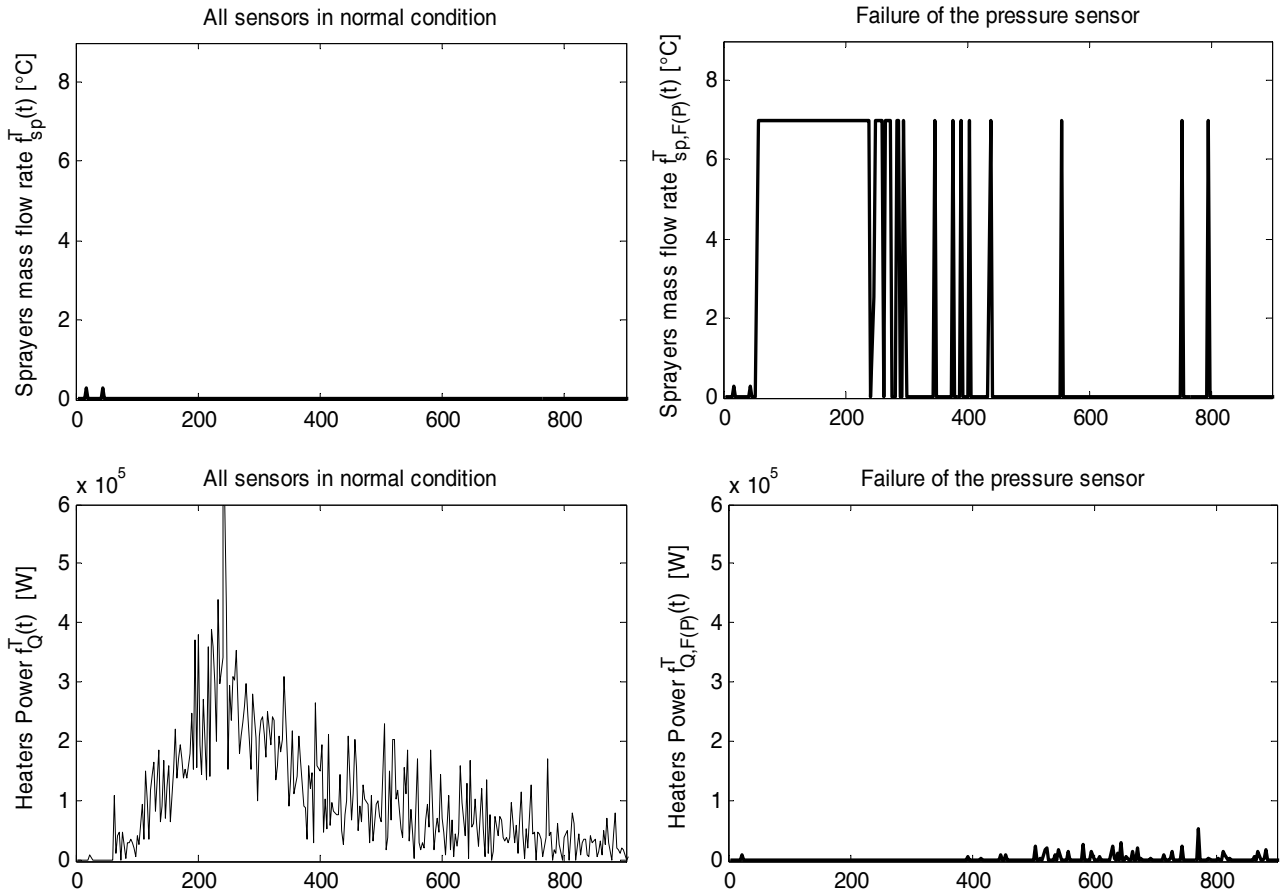 All sensors in normal condition
Sprayers mass flow rate f^T_sp(t) [°C]
8
6
4
2
0
0 200 400 600 800
Failure of the pressure sensor
Sprayers mass flow rate f^T_sp,F(P)(t) [°C]
8
6
4
2
0
0 200 400 600 800
All sensors in normal condition
x 10^5
Heaters Power f^T_Q(t) [W]
6
5
4
3
2
1
0
0 200 400 600 800
Failure of the pressure sensor
x 10^5
Heaters Power f^T_Q,F(P)(t) [W]
6
5
4
3
2
1
0
0 200 400 600 800